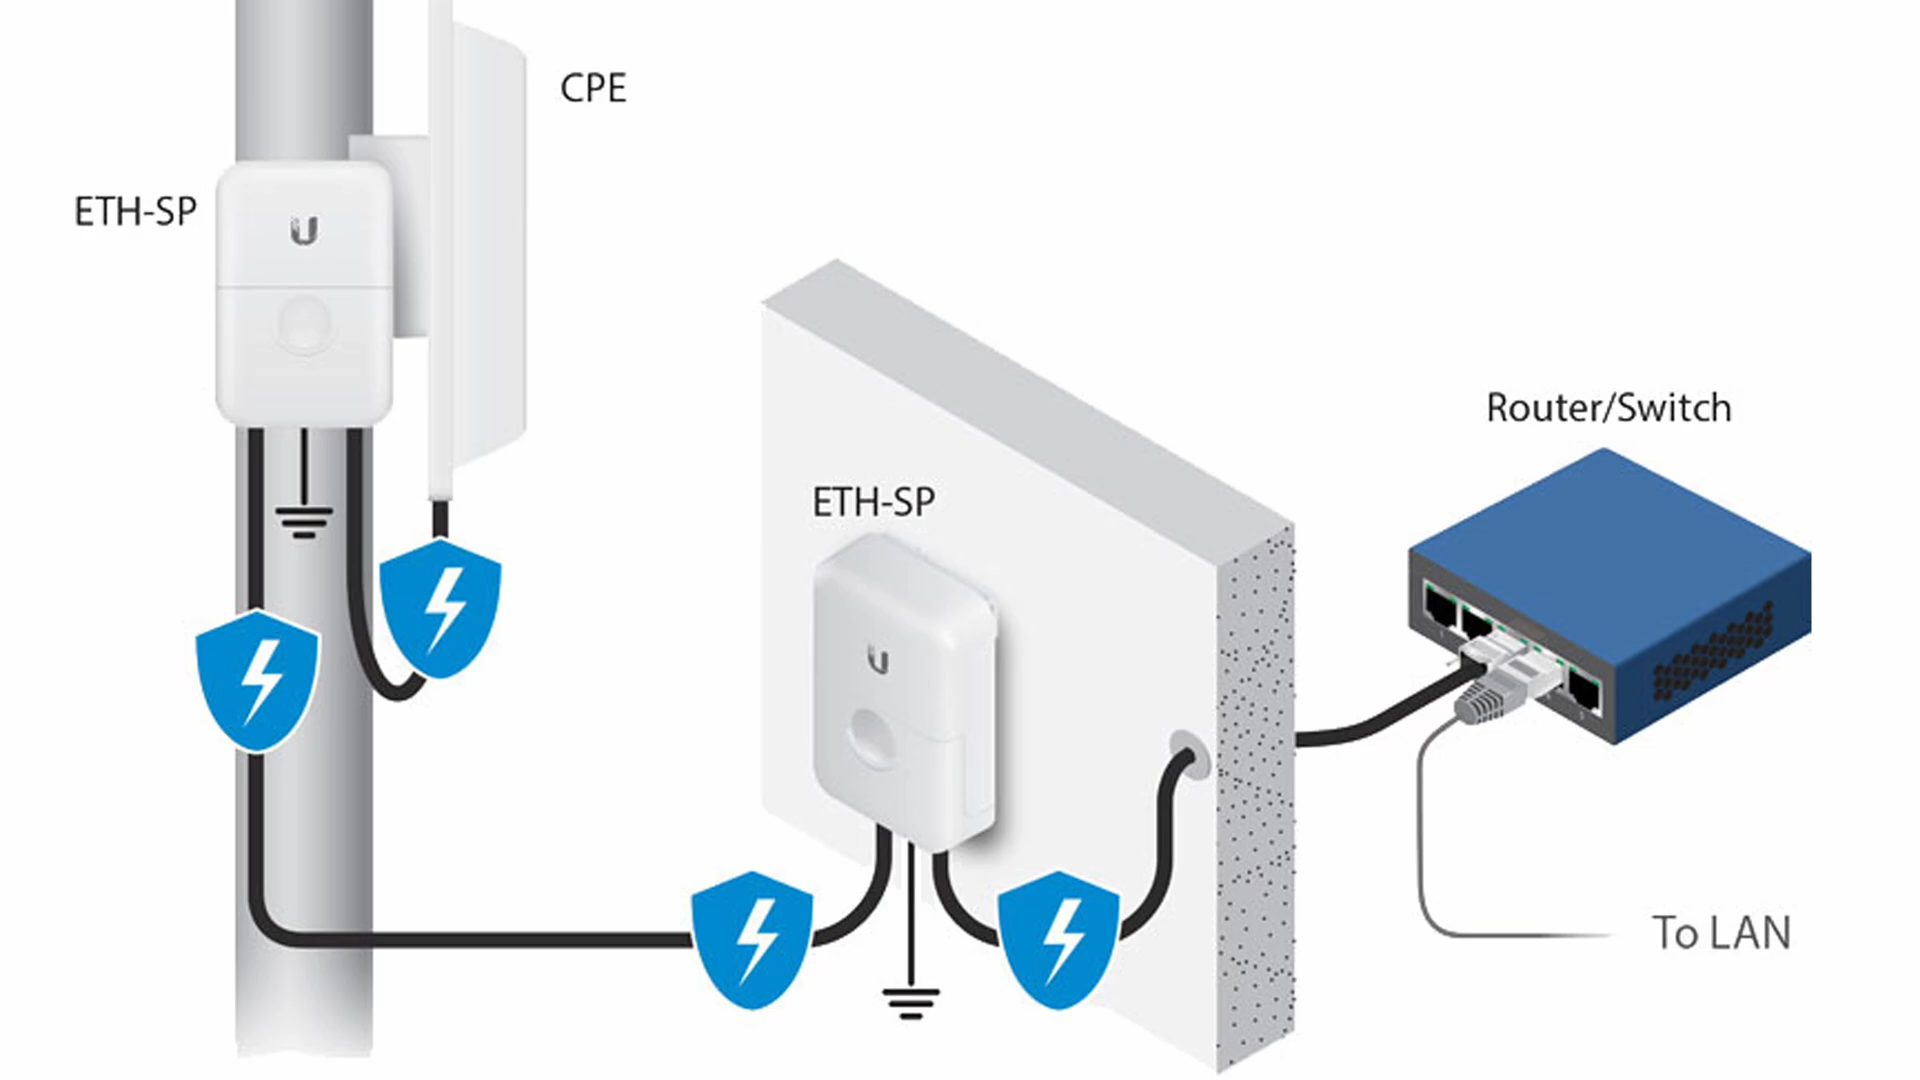 CPE
ETH-SP
U
Router/Switch
ETH-SP
U
To LAN